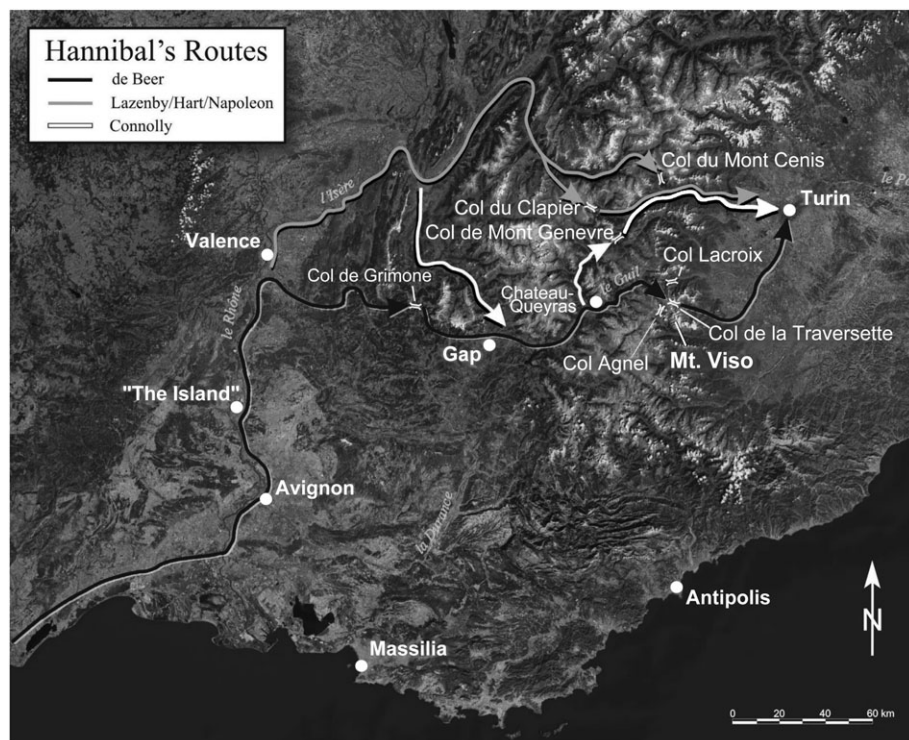 Hannibal's Routes
de Beer
Lazenby/Hart/Napoleon
Connolly
l'Isère
Col du Mont Cenis
le Po
Col du Clapier
Turin
Valence
Col de Mont Genevre
Col Lacroix
Col de Grimone
le Guil
Chateau-
Queyras
le Rhône
Col de la Traversette
Gap
Col Agnel
Mt. Viso
"The Island"
Avignon
la Durance
Antipolis
N
Massilia
0 20 40 60 km